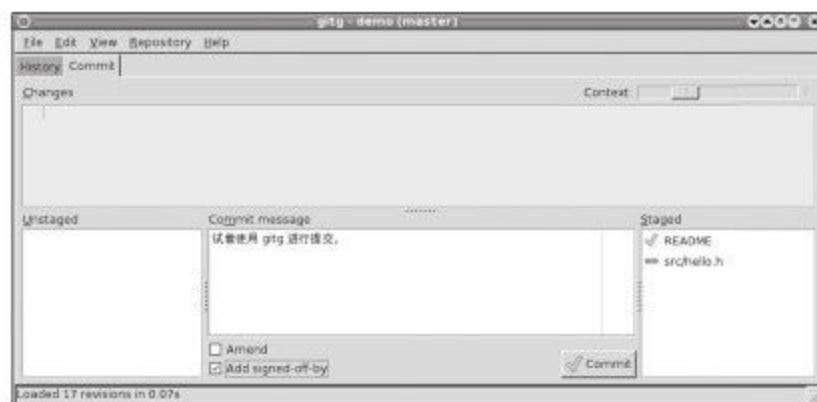 gitg - demo (master)
File Edit View Repository Help
History Commit
Changes Context
Unstaged Commit message Staged
试着使用 gitg 进行提交。
README
src/hello.h
Amend
Add signed-off-by
Commit
Loaded 17 revisions in 0.07s